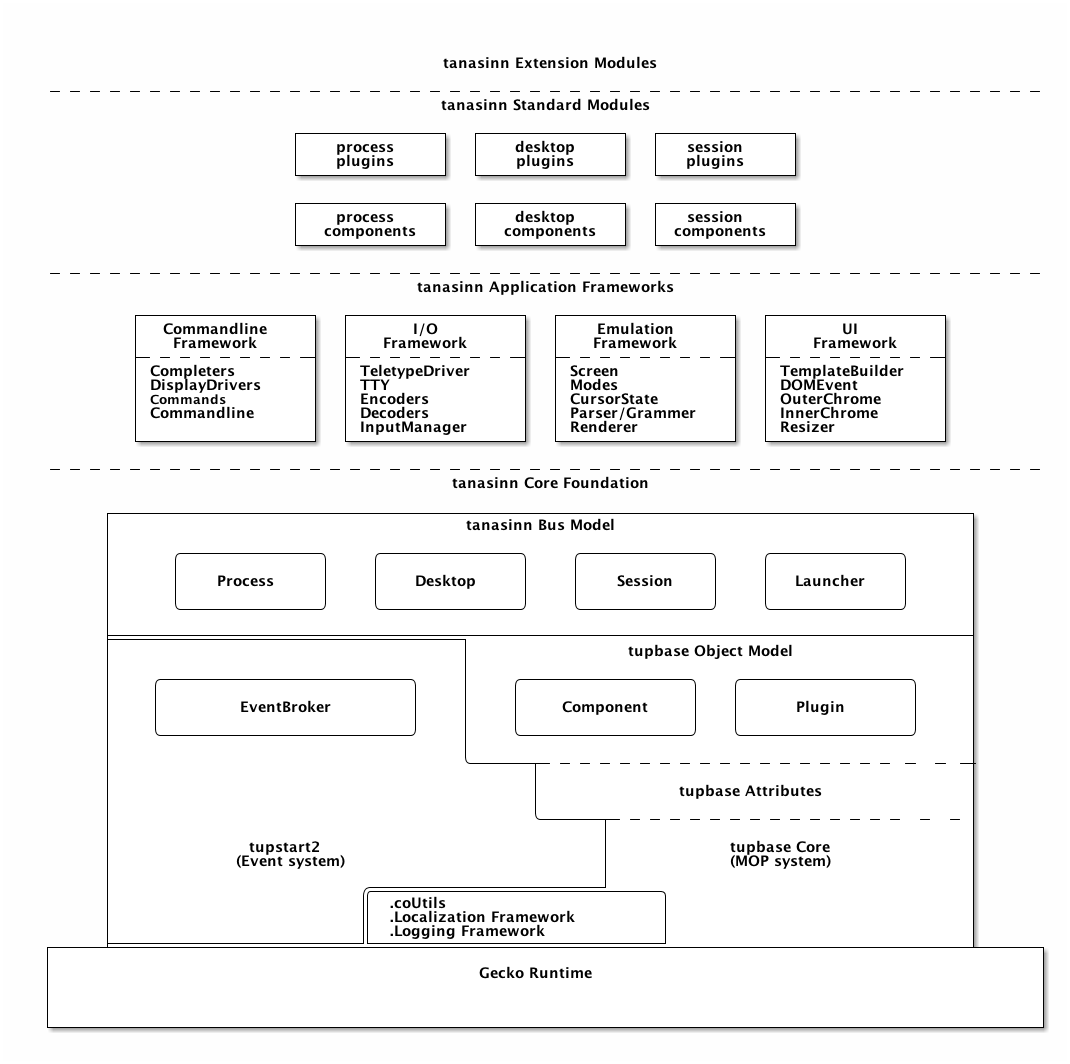 tanasinn Extension Modules
tanasinn Standard Modules
process
plugins
desktop
plugins
session
plugins
process
components
desktop
components
session
components
tanasinn Application Frameworks
Commandline
Framework
Completers
DisplayDrivers
Commands
Commandline
I/O
Framework
TeletypeDriver
TTY
Encoders
Decoders
InputManager
Emulation
Framework
Screen
Modes
CursorState
Parser/Grammer
Renderer
UI
Framework
TemplateBuilder
DOMEvent
OuterChrome
InnerChrome
Resizer
tanasinn Core Foundation
tanasinn Bus Model
Process
Desktop
Session
Launcher
tupbase Object Model
EventBroker
Component
Plugin
tupbase Attributes
tupstart2
(Event system)
tupbase Core
(MOP system)
.coUtils
.Localization Framework
.Logging Framework
Gecko Runtime